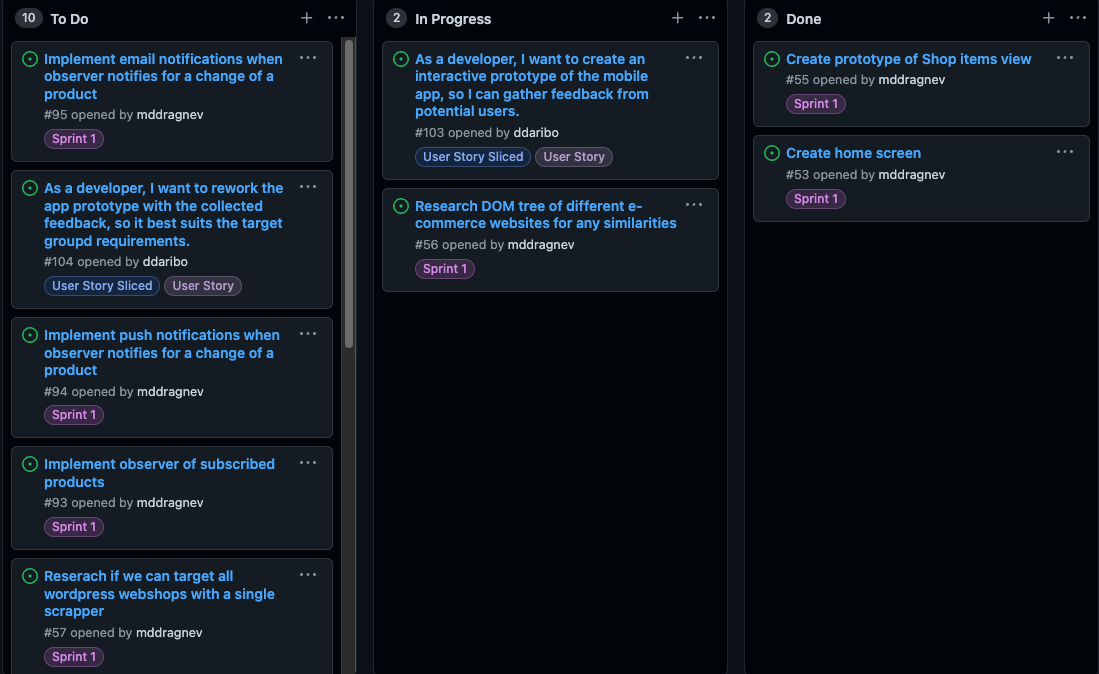 10 To Do
Implement email notifications when
observer notifies for a change of a
product
#95 opened by mddragnev
Sprint 1
As a developer, I want to rework the
app prototype with the collected
feedback, so it best suits the target
groupd requirements.
#104 opened by ddaribo
User Story Sliced User Story
Implement push notifications when
observer notifies for a change of a
product
#94 opened by mddragnev
Sprint 1
Implement observer of subscribed
products
#93 opened by mddragnev
Sprint 1
Reserach if we can target all
wordpress webshops with a single
scrapper
#57 opened by mddragnev
Sprint 1
2 In Progress
As a developer, I want to create an
interactive prototype of the mobile
app, so I can gather feedback from
potential users.
#103 opened by ddaribo
User Story Sliced User Story
Research DOM tree of different e-
commerce websites for any similarities
#56 opened by mddragnev
Sprint 1
2 Done
Create prototype of Shop items view
#55 opened by mddragnev
Sprint 1
Create home screen
#53 opened by mddragnev
Sprint 1